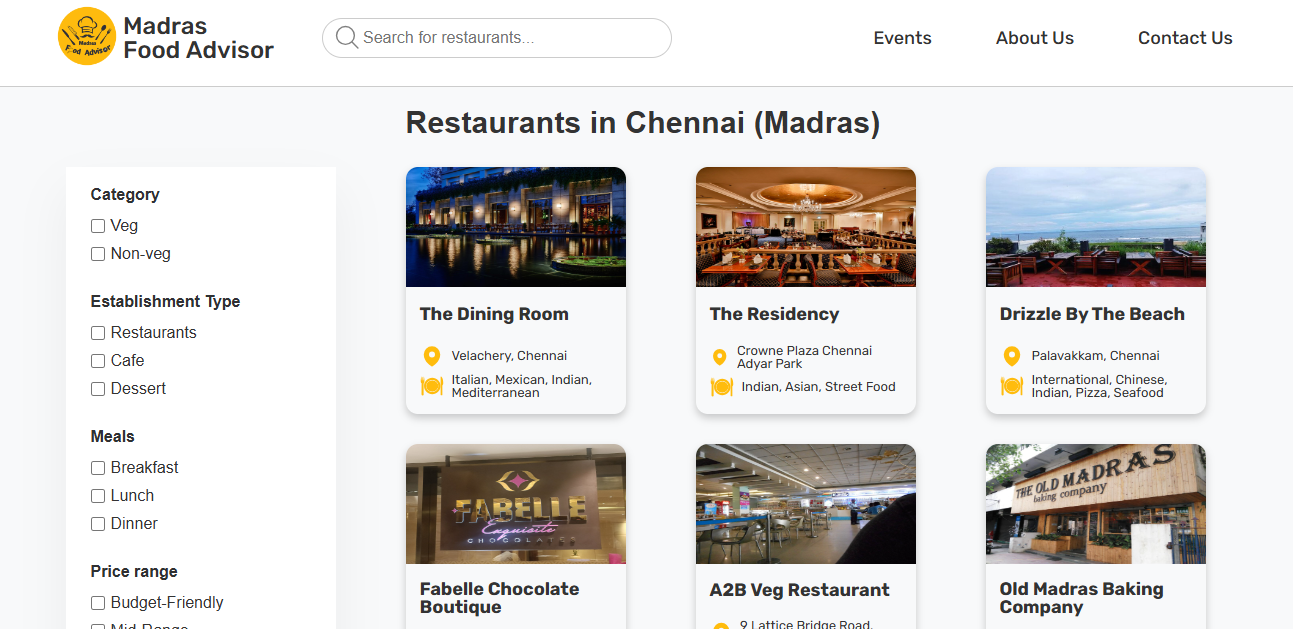 Madras
Food Advisor
Madras
Food Advisor
Search for restaurants...
Events
About Us
Contact Us
Restaurants in Chennai (Madras)
Category
Veg
Non-veg
Establishment Type
Restaurants
Cafe
Dessert
Meals
Breakfast
Lunch
Dinner
Price range
Budget-Friendly
Mid-Range
The Dining Room
Velachery, Chennai
Italian, Mexican, Indian,
Mediterranean
The Residency
Crowne Plaza Chennai
Adyar Park
Indian, Asian, Street Food
Drizzle By The Beach
Palavakkam, Chennai
International, Chinese,
Indian, Pizza, Seafood
FABELLE
Exquisite
CHOCOLATES
Fabelle Chocolate
Boutique
A2B Veg Restaurant
9 Lattice Bridge Road,
THE OLD MADRAS
baking company
Old Madras Baking
Company